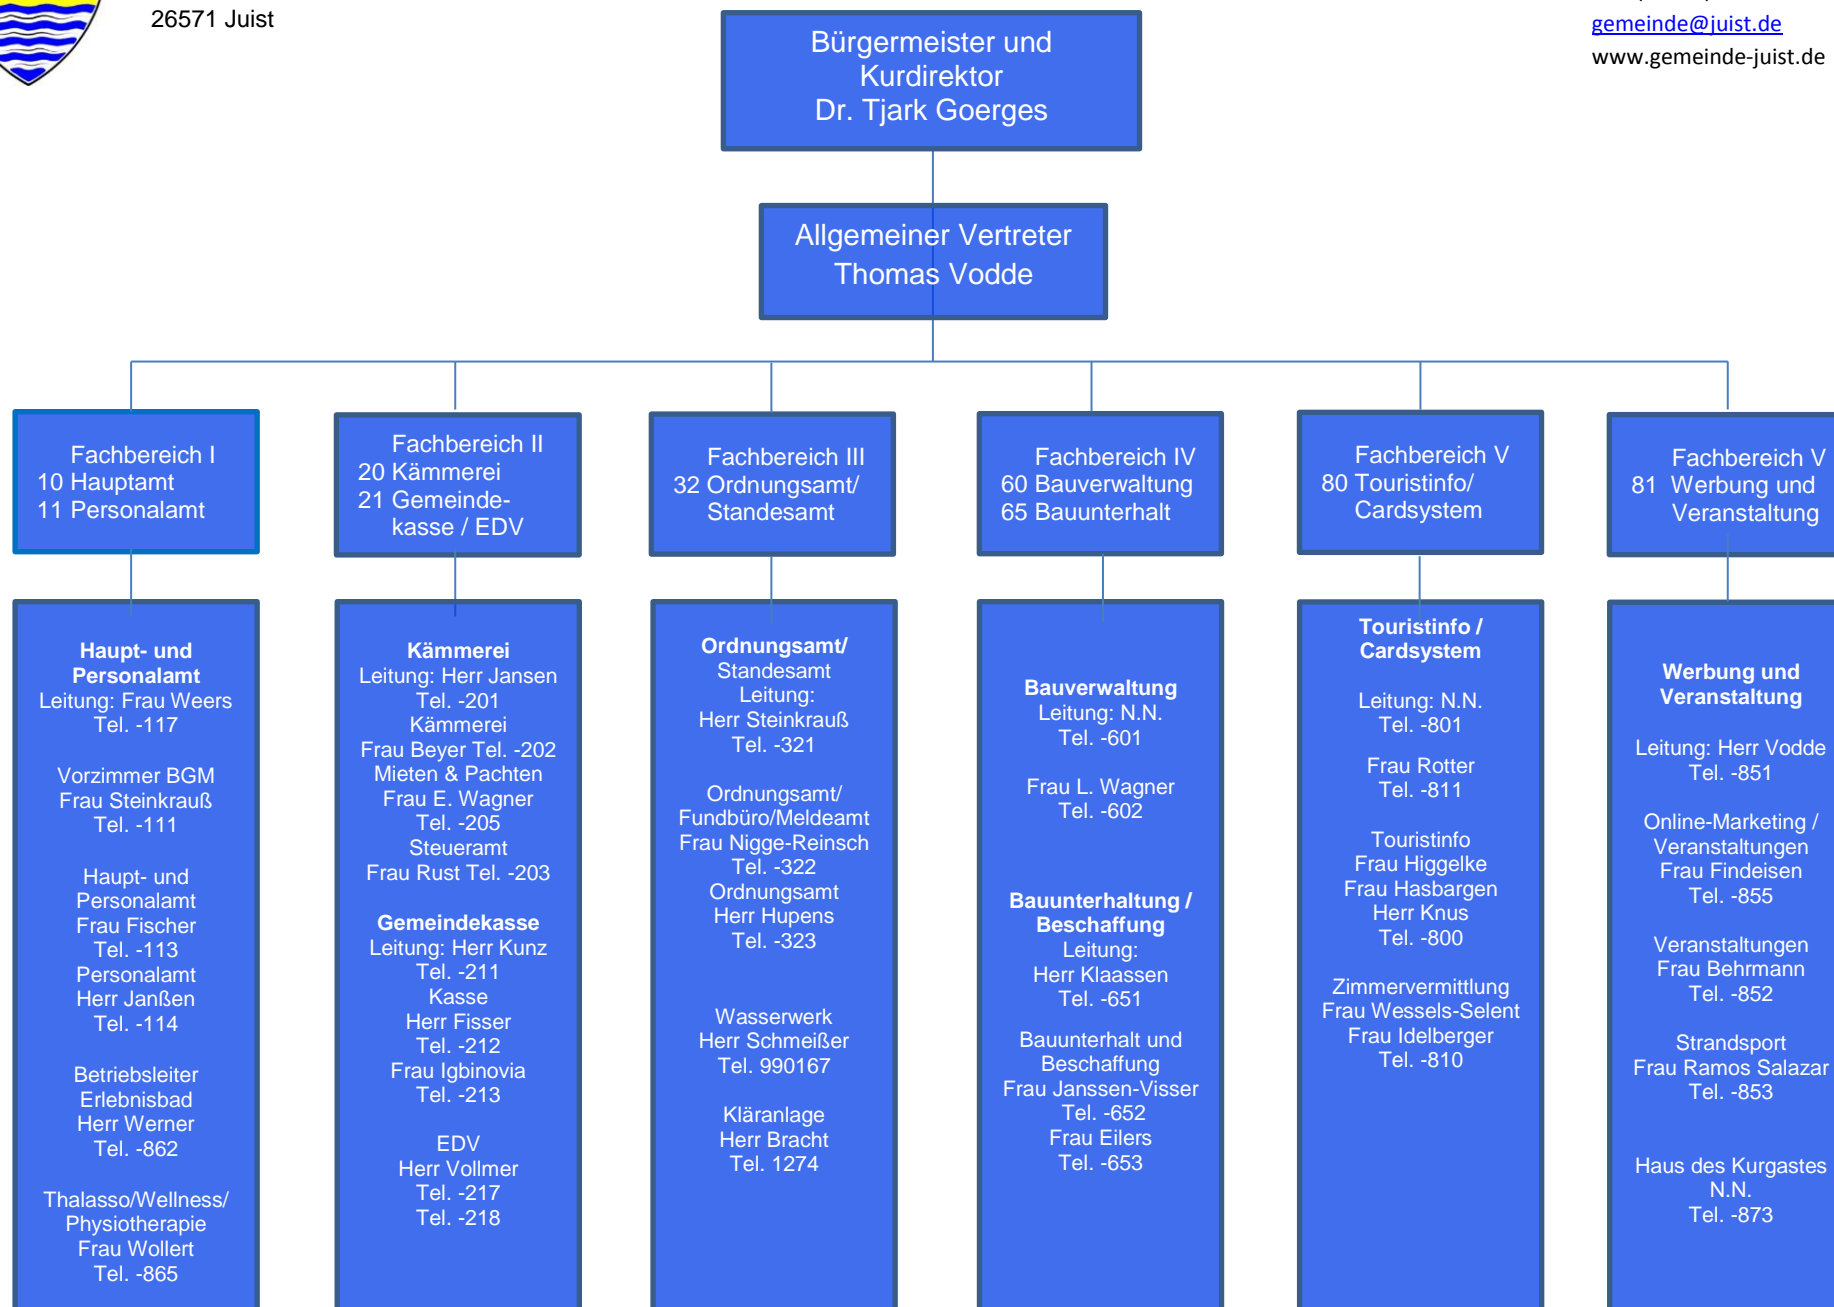 26571 Juist
gemeinde@juist.de
www.gemeinde-juist.de
Bürgermeister und
Kurdirektor
Dr. Tjark Goerges
Allgemeiner Vertreter
Thomas Vodde
Fachbereich I
10 Hauptamt
11 Personalamt
Fachbereich II
20 Kämmerei
21 Gemeinde-
kasse / EDV
Fachbereich III
32 Ordnungsamt/
Standesamt
Fachbereich IV
60 Bauverwaltung
65 Bauunterhalt
Fachbereich V
80 Touristinfo/
Cardsystem
Fachbereich V
81 Werbung und
Veranstaltung
Haupt- und
Personalamt
Leitung: Frau Weers
Tel. -117
Vorzimmer BGM
Frau Steinkrauß
Tel. -111
Haupt- und
Personalamt
Frau Fischer
Tel. -113
Personalamt
Herr Janßen
Tel. -114
Betriebsleiter
Erlebnisbad
Herr Werner
Tel. -862
Thalasso/Wellness/
Physiotherapie
Frau Wollert
Tel. -865
Kämmerei
Leitung: Herr Jansen
Tel. -201
Kämmerei
Frau Beyer Tel. -202
Mieten & Pachten
Frau E. Wagner
Tel. -205
Steueramt
Frau Rust Tel. -203
Gemeindekasse
Leitung: Herr Kunz
Tel. -211
Kasse
Herr Fisser
Tel. -212
Frau Igbinovia
Tel. -213
EDV
Herr Vollmer
Tel. -217
Tel. -218
Ordnungsamt/
Standesamt
Leitung:
Herr Steinkrauß
Tel. -321
Ordnungsamt/
Fundbüro/Meldeamt
Frau Nigge-Reinsch
Tel. -322
Ordnungsamt
Herr Hupens
Tel. -323
Wasserwerk
Herr Schmeißer
Tel. 990167
Kläranlage
Herr Bracht
Tel. 1274
Bauverwaltung
Leitung: N.N.
Tel. -601
Frau L. Wagner
Tel. -602
Bauunterhaltung /
Beschaffung
Leitung:
Herr Klaassen
Tel. -651
Bauunterhalt und
Beschaffung
Frau Janssen-Visser
Tel. -652
Frau Eilers
Tel. -653
Touristinfo /
Cardsystem
Leitung: N.N.
Tel. -801
Frau Rotter
Tel. -811
Touristinfo
Frau Higgelke
Frau Hasbargen
Herr Knus
Tel. -800
Zimmervermittlung
Frau Wessels-Selent
Frau Idelberger
Tel. -810
Werbung und
Veranstaltung
Leitung: Herr Vodde
Tel. -851
Online-Marketing /
Veranstaltungen
Frau Findeisen
Tel. -855
Veranstaltungen
Frau Behrmann
Tel. -852
Strandsport
Frau Ramos Salazar
Tel. -853
Haus des Kurgastes
N.N.
Tel. -873